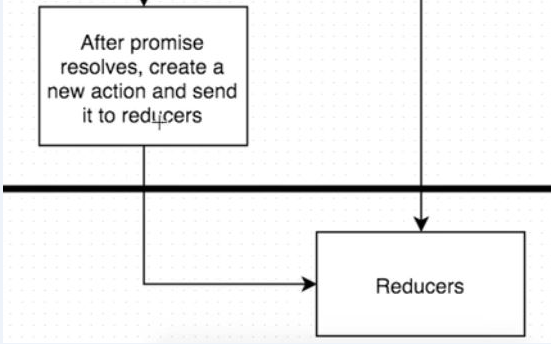 After promise
resolves, create a
new action and send
it to reducers
Reducers